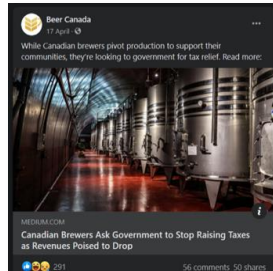 Beer Canada
17 April ·
While Canadian brewers pivot production to support their
communities, they're looking to government for tax relief. Read more:
i
MEDIUM.COM
Canadian Brewers Ask Government to Stop Raising Taxes
as Revenues Poised to Drop
291
56 comments 50 shares